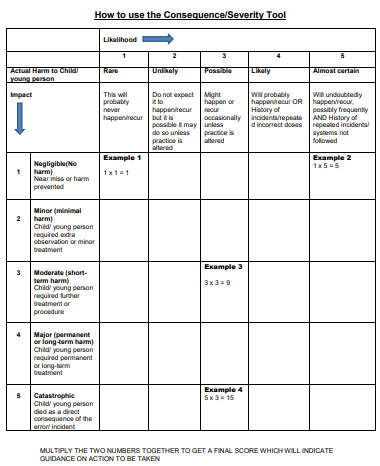 How to use the Consequence/Severity Tool
Likelihood
1 2 3 4 5
Actual Harm to Child/
young person
Rare
Unlikely
Possible
Likely
Almost certain
Impact
This will
probably
never
happen/recur
Do not expect
it to
happen/recur
but it is
possible it may
do so unless
practice is
altered
Might
happen or
recur
occasionally
unless
practice is
altered
Will probably
happen/recur OR
History of
incidents/repeate
d incorrect doses
Will undoubtedly
happen/recur,
possibly frequently
AND History of
repeated incidents/
systems not
followed
1
Negligible(No
harm)
Near miss or harm
prevented
Example 1
1 x 1 = 1
Example 2
1 x 5 = 5
2
Minor (minimal
harm)
Child/ young person
required extra
observation or minor
treatment
3
Moderate (short-
term harm)
Child/ young person
required further
treatment or
procedure
Example 3
3 x 3 = 9
4
Major (permanent
or long-term harm)
Child/ young person
required permanent
or long-term
treatment
5
Catastrophic
Child/ young person
died as a direct
consequence of the
error/ incident
Example 4
5 x 3 = 15
MULTIPLY THE TWO NUMBERS TOGETHER TO GET A FINAL SCORE WHICH WILL INDICATE
GUIDANCE ON ACTION TO BE TAKEN